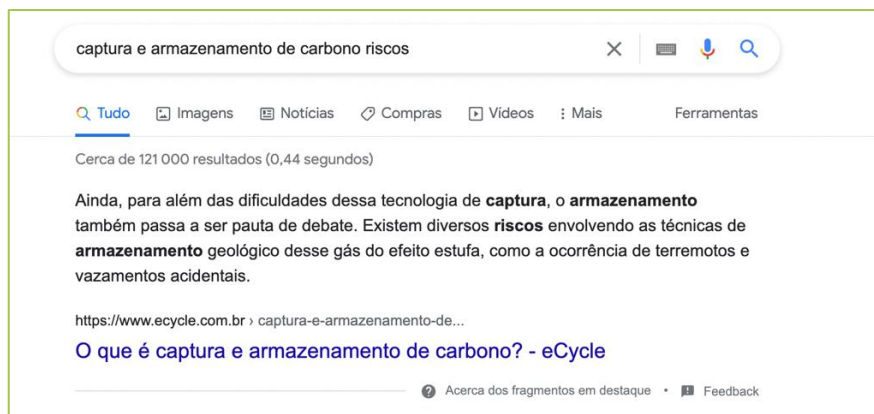 captura e armazenamento de carbono riscos
Tudo Imagens Notícias Compras Vídeos Mais Ferramentas
Cerca de 121 000 resultados (0,44 segundos)
Ainda, para além das dificuldades dessa tecnologia de captura, o armazenamento
também passa a ser pauta de debate. Existem diversos riscos envolvendo as técnicas de
armazenamento geológico desse gás do efeito estufa, como a ocorrência de terremotos e
vazamentos acidentais.
https://www.ecycle.com.br › captura-e-armazenamento-de...
O que é captura e armazenamento de carbono? - eCycle
Acerca dos fragmentos em destaque • Feedback